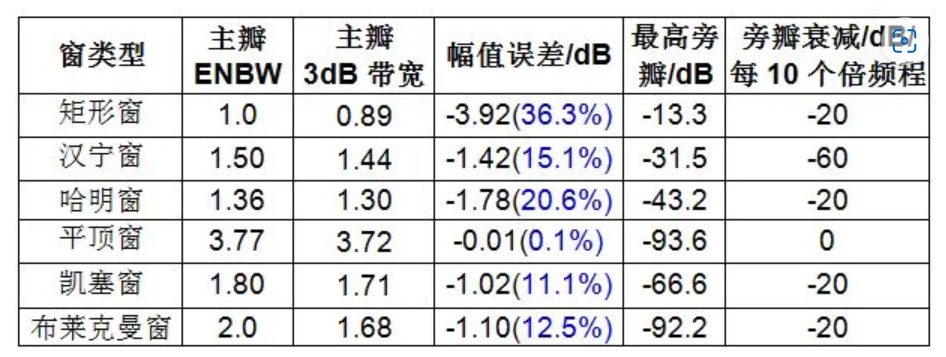 窗类型 主瓣 ENBW 主瓣 3dB 带宽 幅值误差/dB 最高旁瓣/dB 旁瓣衰减/dB/每 10 个倍频程
矩形窗 1.0 0.89 -3.92(36.3%) -13.3 -20
汉宁窗 1.50 1.44 -1.42(15.1%) -31.5 -60
哈明窗 1.36 1.30 -1.78(20.6%) -43.2 -20
平顶窗 3.77 3.72 -0.01(0.1%) -93.6 0
凯塞窗 1.80 1.71 -1.02(11.1%) -66.6 -20
布莱克曼窗 2.0 1.68 -1.10(12.5%) -92.2 -20